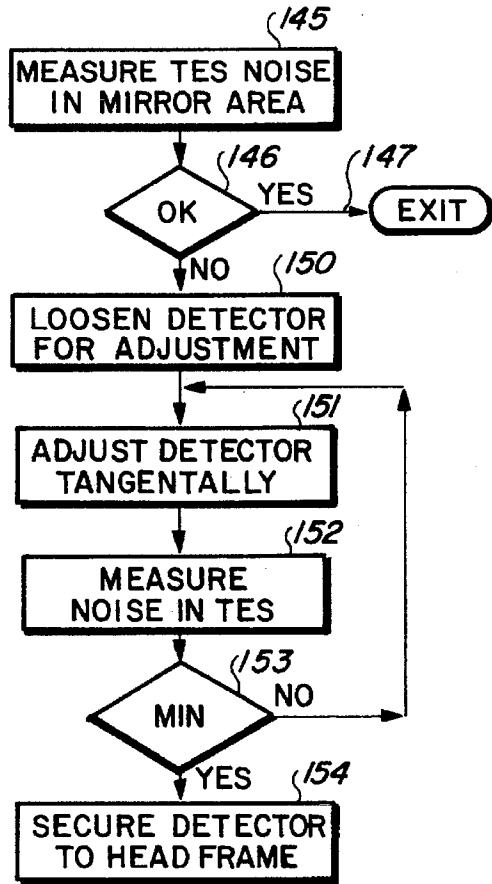 145
MEASURE TES NOISE
IN MIRROR AREA
146
147
OK
YES
EXIT
NO
150
LOOSEN DETECTOR
FOR ADJUSTMENT
151
ADJUST DETECTOR
TANGENTALLY
152
MEASURE
NOISE IN TES
153
MIN
NO
YES
154
SECURE DETECTOR
TO HEAD FRAME